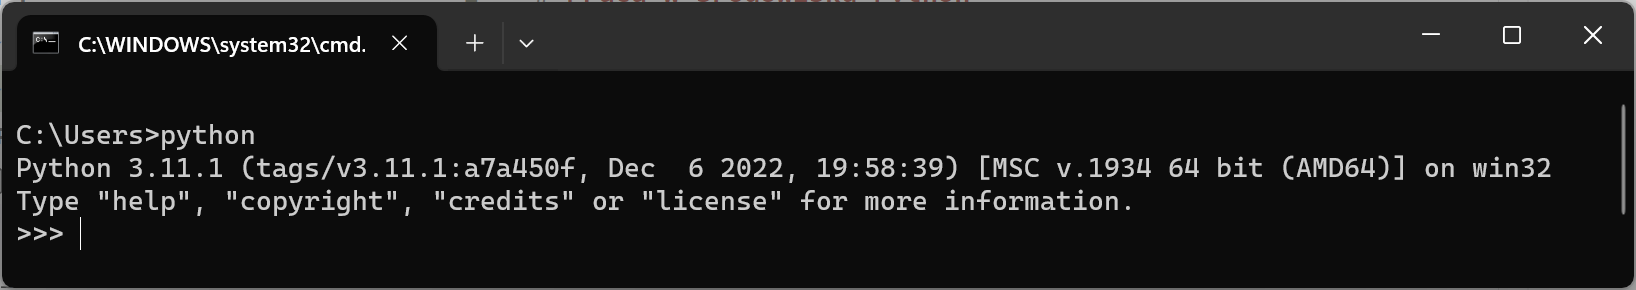 C:\WINDOWS\system32\cmd.
C:\Users>python
Python 3.11.1 (tags/v3.11.1:a7a450f, Dec  6 2022, 19:58:39) [MSC v.1934 64 bit (AMD64)] on win32
Type "help", "copyright", "credits" or "license" for more information.
>>>